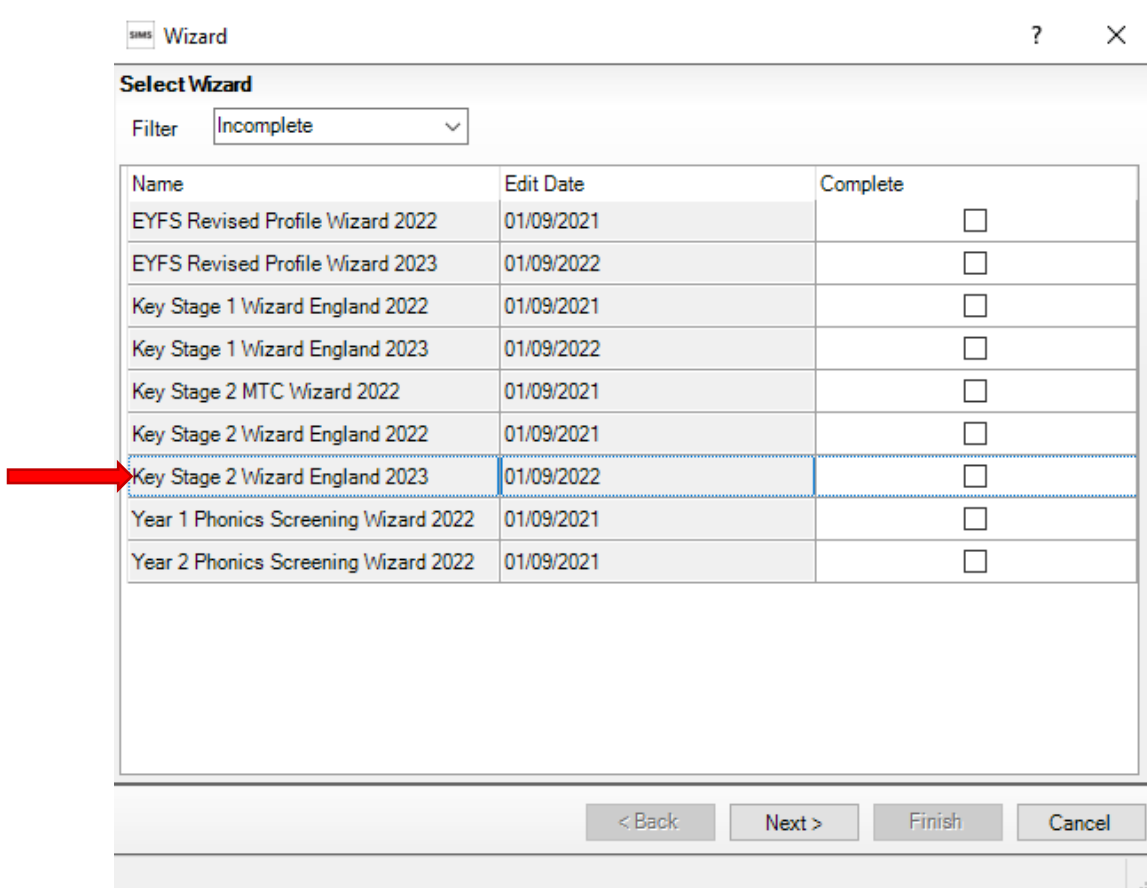 SIMS Wizard ?
Select Wizard
Filter Incomplete
Name Edit Date Complete
EYFS Revised Profile Wizard 2022 01/09/2021
EYFS Revised Profile Wizard 2023 01/09/2022
Key Stage 1 Wizard England 2022 01/09/2021
Key Stage 1 Wizard England 2023 01/09/2022
Key Stage 2 MTC Wizard 2022 01/09/2021
Key Stage 2 Wizard England 2022 01/09/2021
Key Stage 2 Wizard England 2023 01/09/2022
Year 1 Phonics Screening Wizard 2022 01/09/2021
Year 2 Phonics Screening Wizard 2022 01/09/2021
< Back Next > Finish Cancel